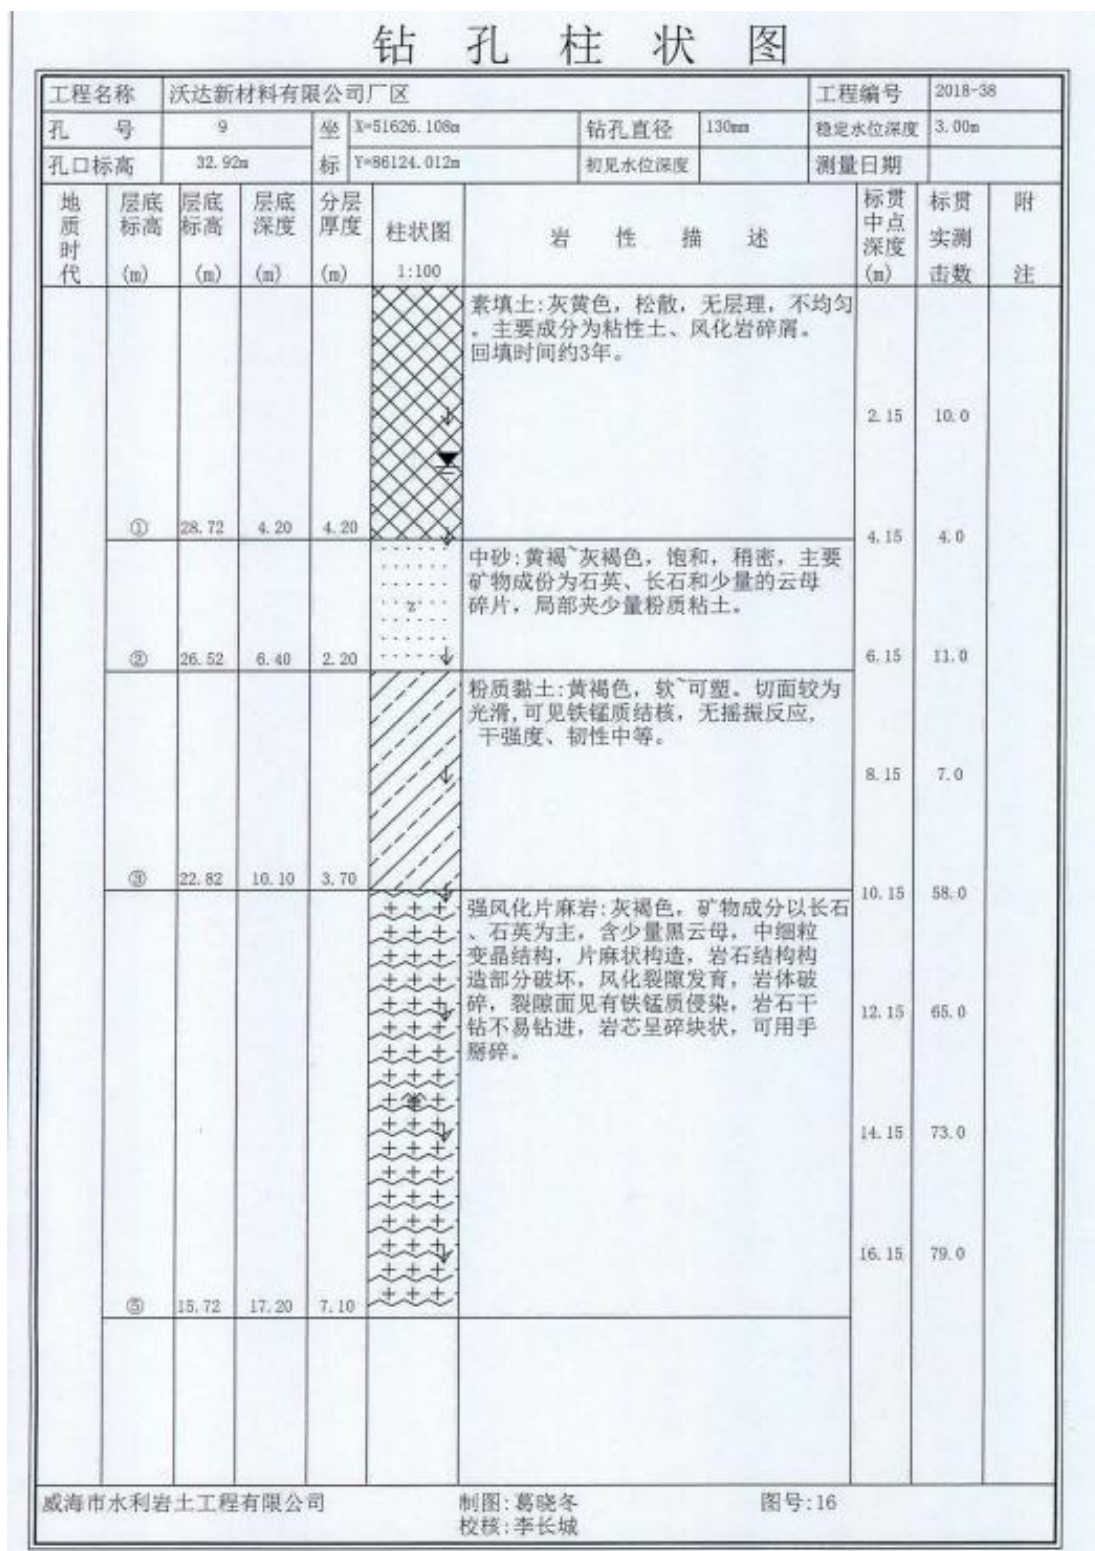 钻孔柱状图
工程名称 沃达新材料有限公司厂区 工程编号 2018-38
孔号 9 坐 X=51626.108m 钻孔直径 130mm 稳定水位深度 3.00m
孔口标高 32.92m 标 Y=86124.012m 初见水位深度 测量日期
地质时代 层底标高(m) 层底标高(m) 层底深度(m) 分层厚度(m) 柱状图1:100 岩性描述 标贯中点深度(m) 标贯实测击数 附注
素填土:灰黄色，松散，无层理，不均匀
。主要成分为粘性土、风化岩碎屑。
回填时间约3年。
2.15 10.0
① 28.72 4.20 4.20
4.15 4.0
中砂:黄褐~灰褐色，饱和，稍密，主要
矿物成份为石英、长石和少量的云母
碎片，局部夹少量粉质粘土。
z
② 26.52 6.40 2.20
6.15 11.0
粉质黏土:黄褐色，软~可塑。切面较为
光滑,可见铁锰质结核，无摇振反应,
干强度、韧性中等。
8.15 7.0
③ 22.82 10.10 3.70
10.15 58.0
强风化片麻岩:灰褐色，矿物成分以长石
、石英为主，含少量黑云母，中细粒
变晶结构，片麻状构造，岩石结构构
造部分破坏，风化裂隙发育，岩体破
碎，裂隙面见有铁锰质侵染，岩石干
钻不易钻进，岩芯呈碎块状，可用手
掰碎。
12.15 65.0
14.15 73.0
16.15 79.0
⑤ 15.72 17.20 7.10
威海市水利岩土工程有限公司 制图:葛晓冬 图号:16
校核:李长城